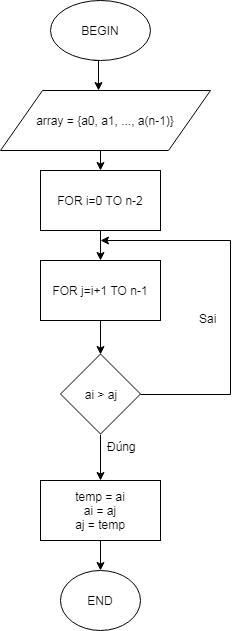 BEGIN
array = {a0, a1, ..., a(n-1)}
FOR i=0 TO n-2
FOR j=i+1 TO n-1
Sai
ai > aj
Đúng
temp = ai
ai = aj
aj = temp
END